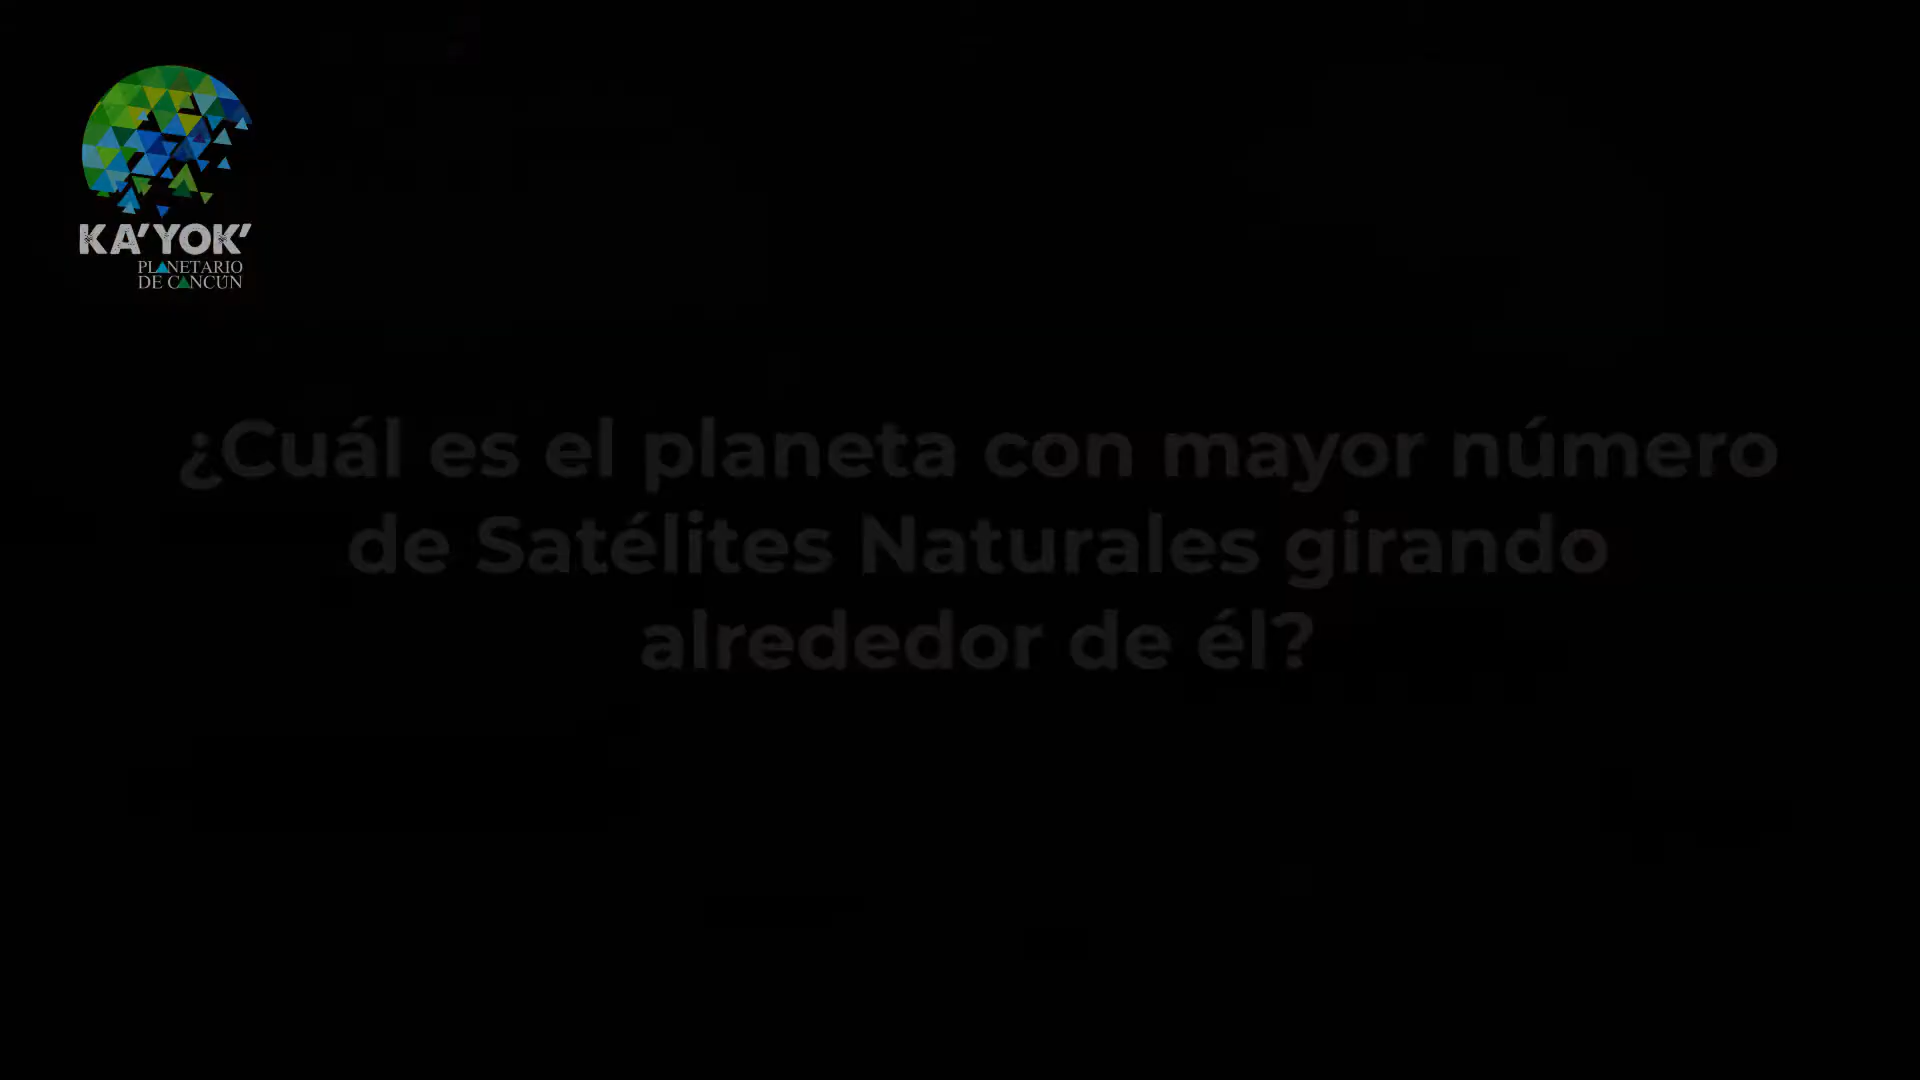 KA'YOK'
PLANETARIO
DE CANCÚN
¿Cuál es el planeta con mayor número
de Satélites Naturales girando
alrededor de él?